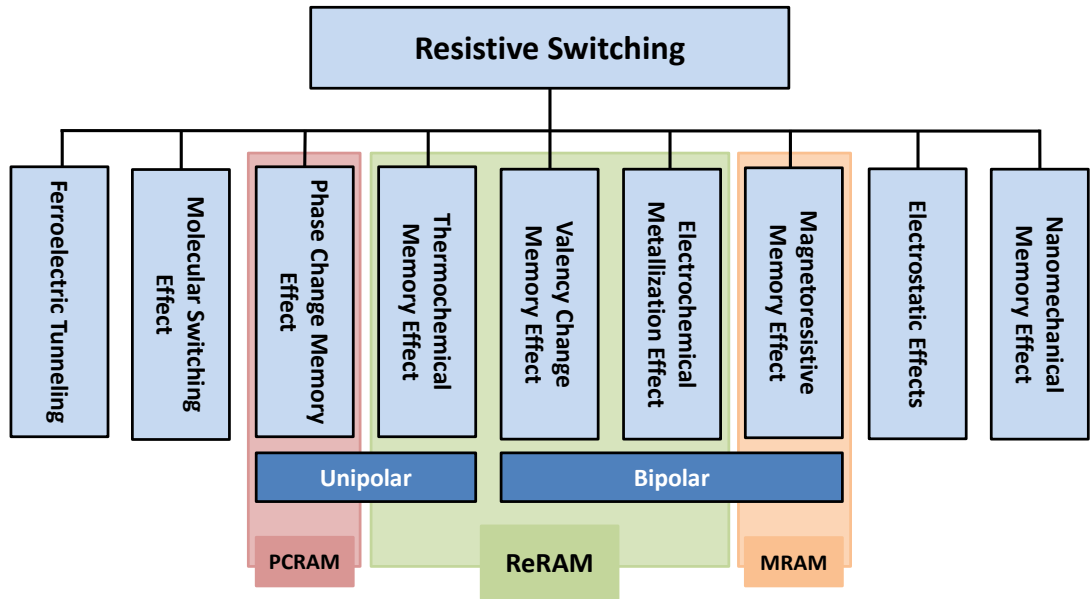 Resistive Switching
Ferroelectric Tunneling
Molecular Switching
Effect
Phase Change Memory
Effect
Thermochemical
Memory Effect
Valency Change
Memory Effect
Electrochemical
Metallization Effect
Magnetoresistive
Memory Effect
Electrostatic Effects
Nanomechanical
Memory Effect
Unipolar
Bipolar
PCRAM
ReRAM
MRAM